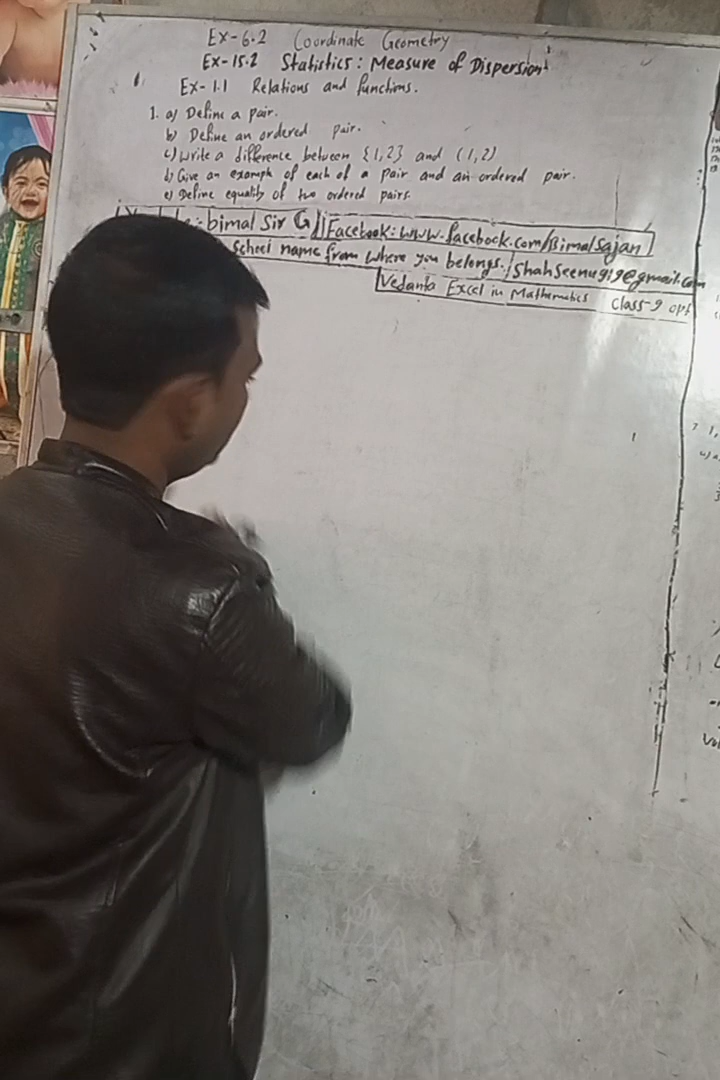 Ex-6.2 Coordinate Geometry
Ex-15.2 Statistics: Measure of Dispersion
Ex-1.1 Relations and functions.
1. a) Define a pair.
b) Define an ordered pair.
c) Write a difference between {1,2} and (1,2)
d) Give an example of each of a pair and an ordered pair.
e) Define equality of two ordered pairs.
bimal Sir G Facebook: www.facebook.com/Bimalsajan
School name from where you belongs. / Shahseenu919@gmail.com
Vedanta Excel in Mathematics Class-9 opt